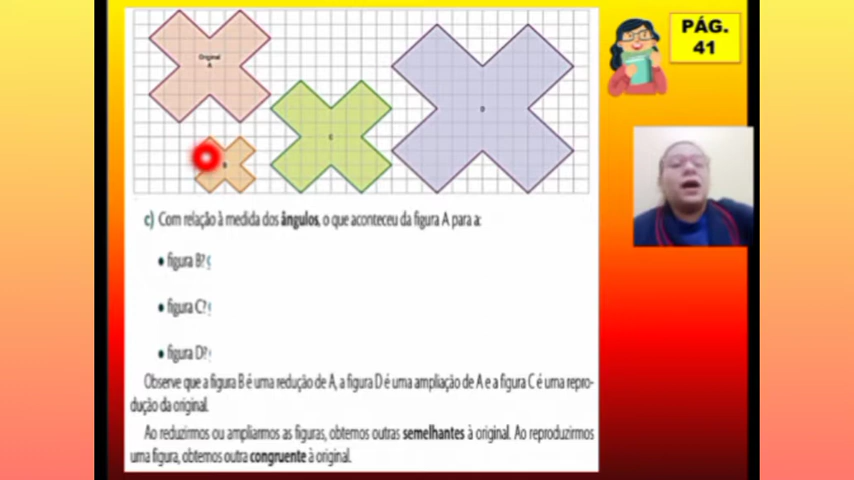 PÁG.
41
Original
A
B
C
D
c) Com relação à medida dos ângulos, o que aconteceu da figura A para a:
• figura B?
• figura C?
• figura D?
Observe que a figura B é uma redução de A, a figura D é uma ampliação de A e a figura C é uma repro-
dução da original.
Ao reduzirmos ou ampliarmos as figuras, obtemos outras semelhantes à original. Ao reproduzirmos
uma figura, obtemos outra congruente à original.